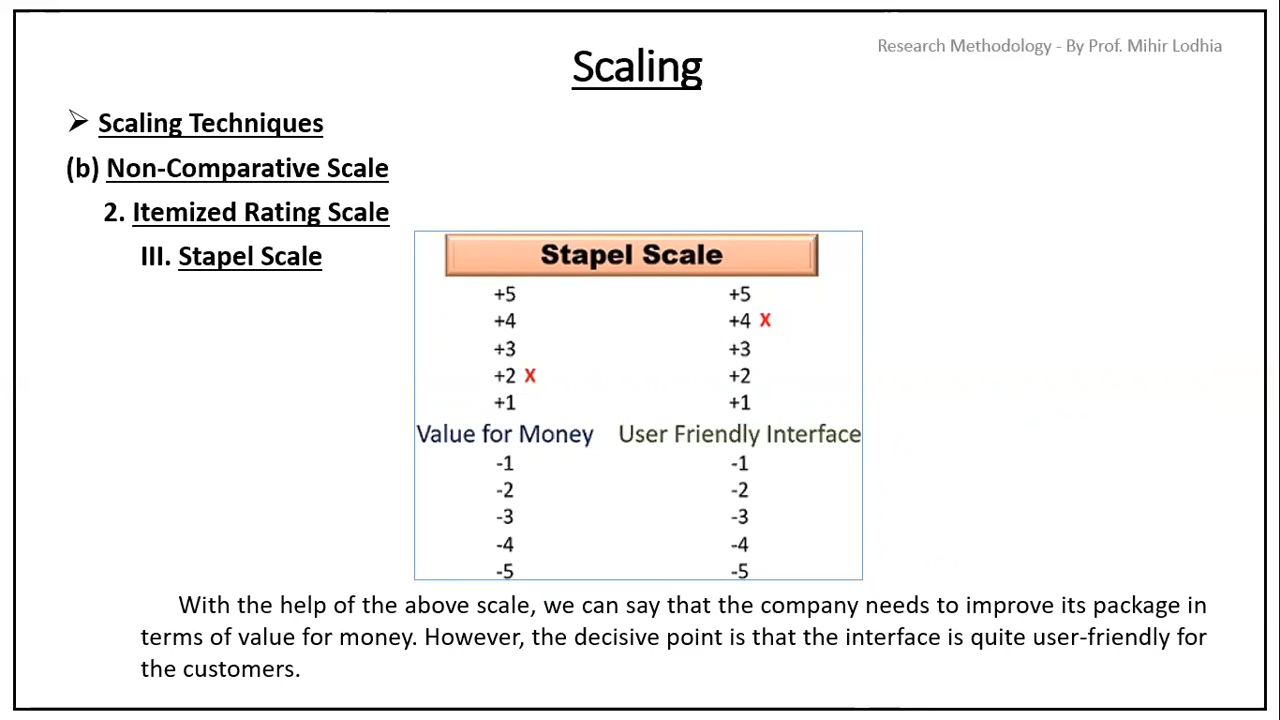 Research Methodology - By Prof. Mihir Lodhia
Scaling
➢ Scaling Techniques
(b) Non-Comparative Scale
2. Itemized Rating Scale
III. Stapel Scale
Stapel Scale
+5 +5
+4 +4 X
+3 +3
+2 X +2
+1 +1
Value for Money User Friendly Interface
-1 -1
-2 -2
-3 -3
-4 -4
-5 -5
With the help of the above scale, we can say that the company needs to improve its package in
terms of value for money. However, the decisive point is that the interface is quite user-friendly for
the customers.